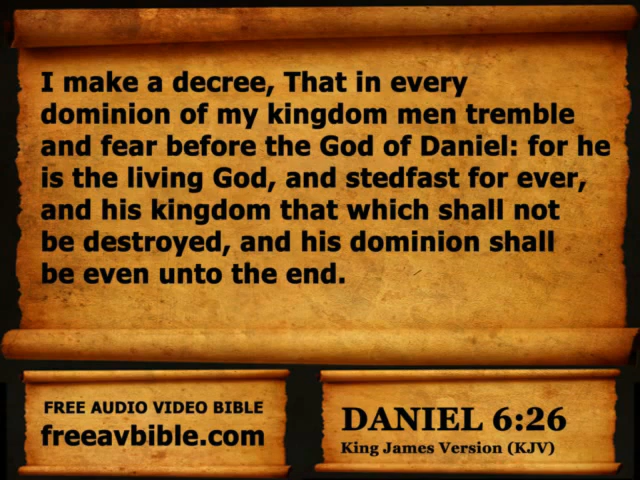 I make a decree, That in every
dominion of my kingdom men tremble
and fear before the God of Daniel: for he
is the living God, and stedfast for ever,
and his kingdom that which shall not
be destroyed, and his dominion shall
be even unto the end.
FREE AUDIO VIDEO BIBLE
freeavbible.com
DANIEL 6:26
King James Version (KJV)